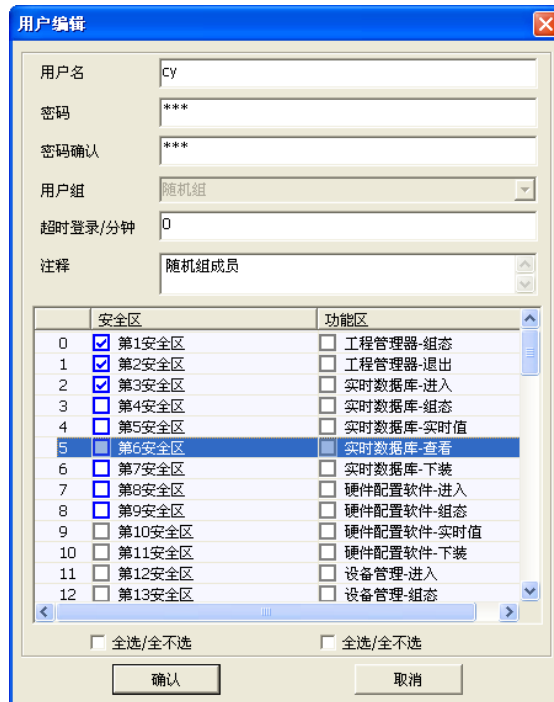 用户编辑
用户名 cy
密码 ***
密码确认 ***
用户组 随机组
超时登录/分钟 0
注释 随机组成员
安全区 功能区
0 第1安全区 工程管理器-组态
1 第2安全区 工程管理器-退出
2 第3安全区 实时数据库-进入
3 第4安全区 实时数据库-组态
4 第5安全区 实时数据库-实时值
5 第6安全区 实时数据库-查看
6 第7安全区 实时数据库-下装
7 第8安全区 硬件配置软件-进入
8 第9安全区 硬件配置软件-组态
9 第10安全区 硬件配置软件-实时值
10 第11安全区 硬件配置软件-下装
11 第12安全区 设备管理-进入
12 第13安全区 设备管理-组态
全选/全不选 全选/全不选
确认 取消